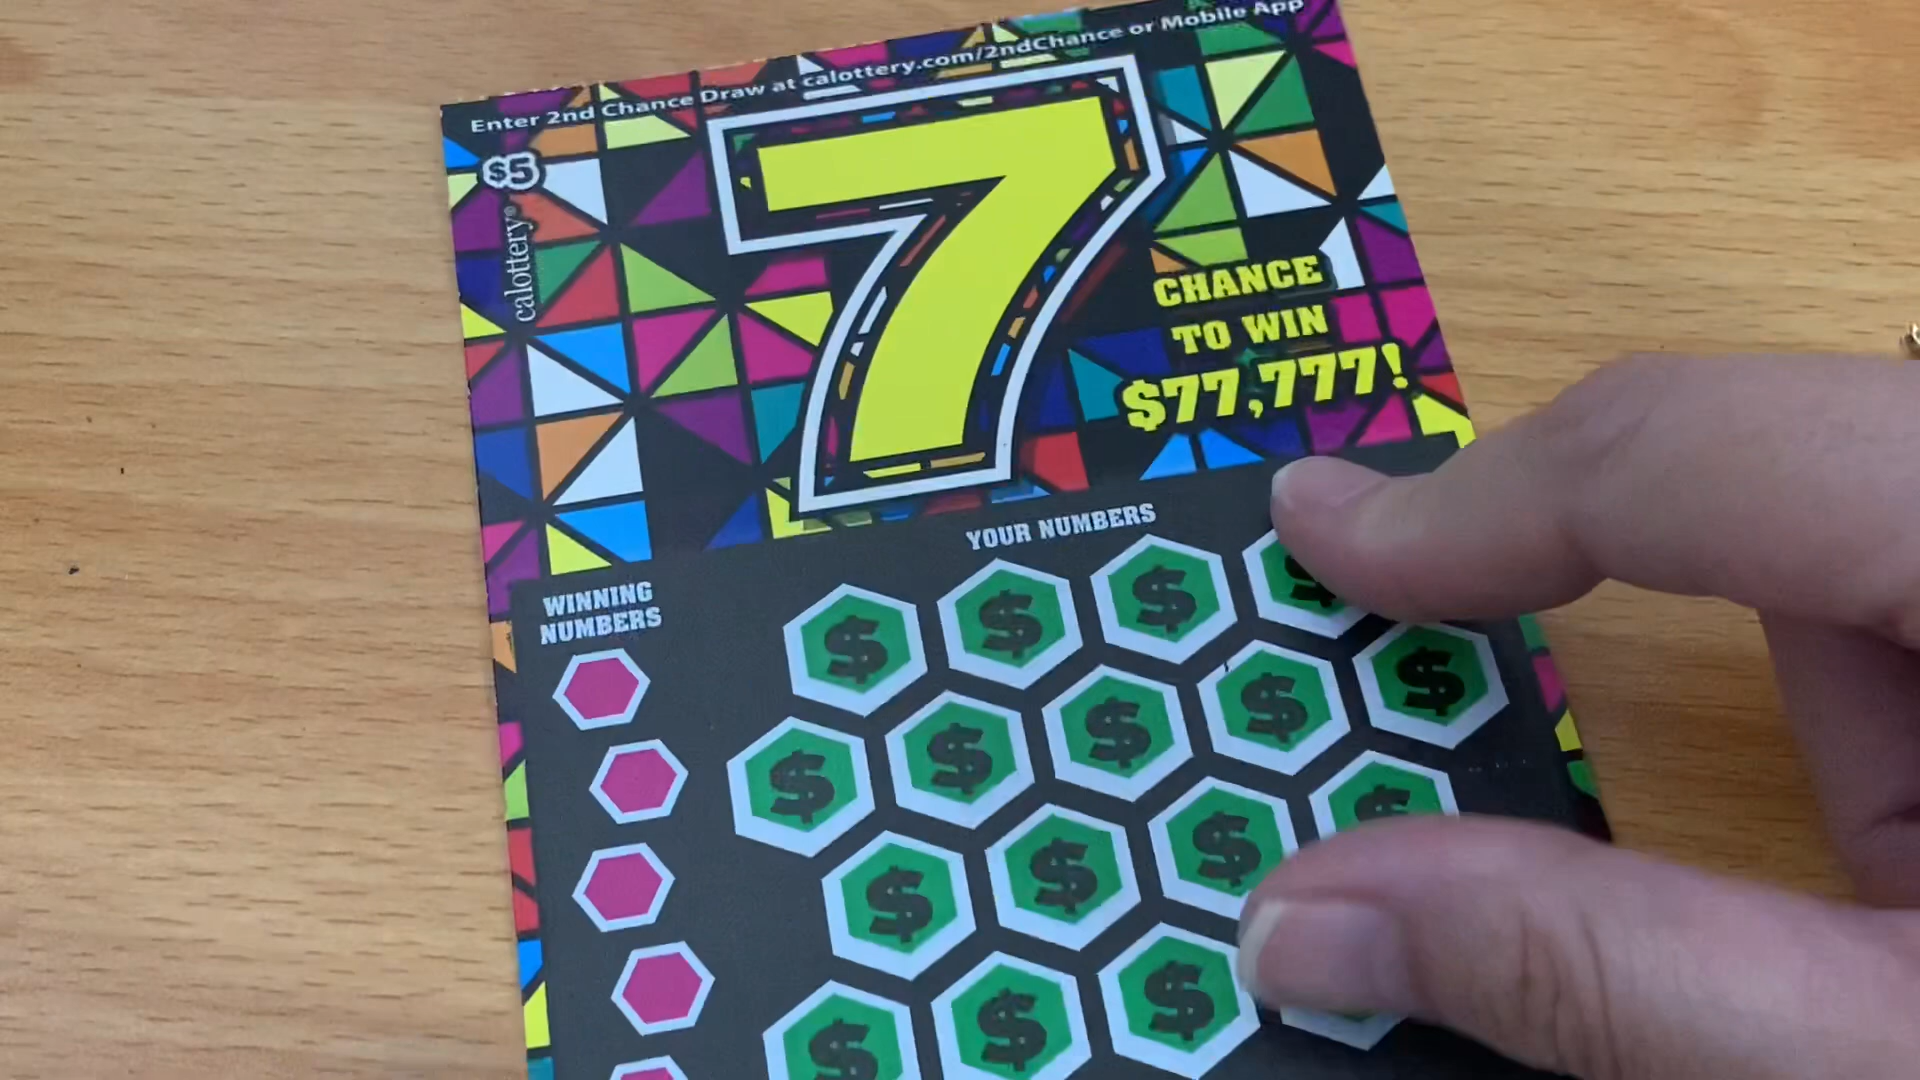 Enter 2nd Chance Draw at calottery.com/2ndChance or Mobile App
$5
calottery®
7
CHANCE
TO WIN
$77,777!
YOUR NUMBERS
WINNING
NUMBERS
$ $ $ $
$ $ $ $ $
$ $ $ $
$ $ $